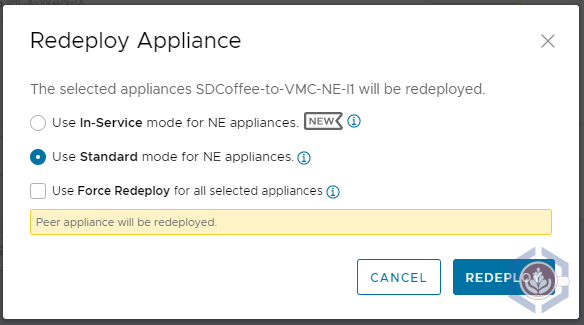 Redeploy Appliance
The selected appliances SDCoffee-to-VMC-NE-I1 will be redeployed.
Use In-Service mode for NE appliances. NEW
Use Standard mode for NE appliances.
Use Force Redeploy for all selected appliances
Peer appliance will be redeployed.
CANCEL REDEPLOY